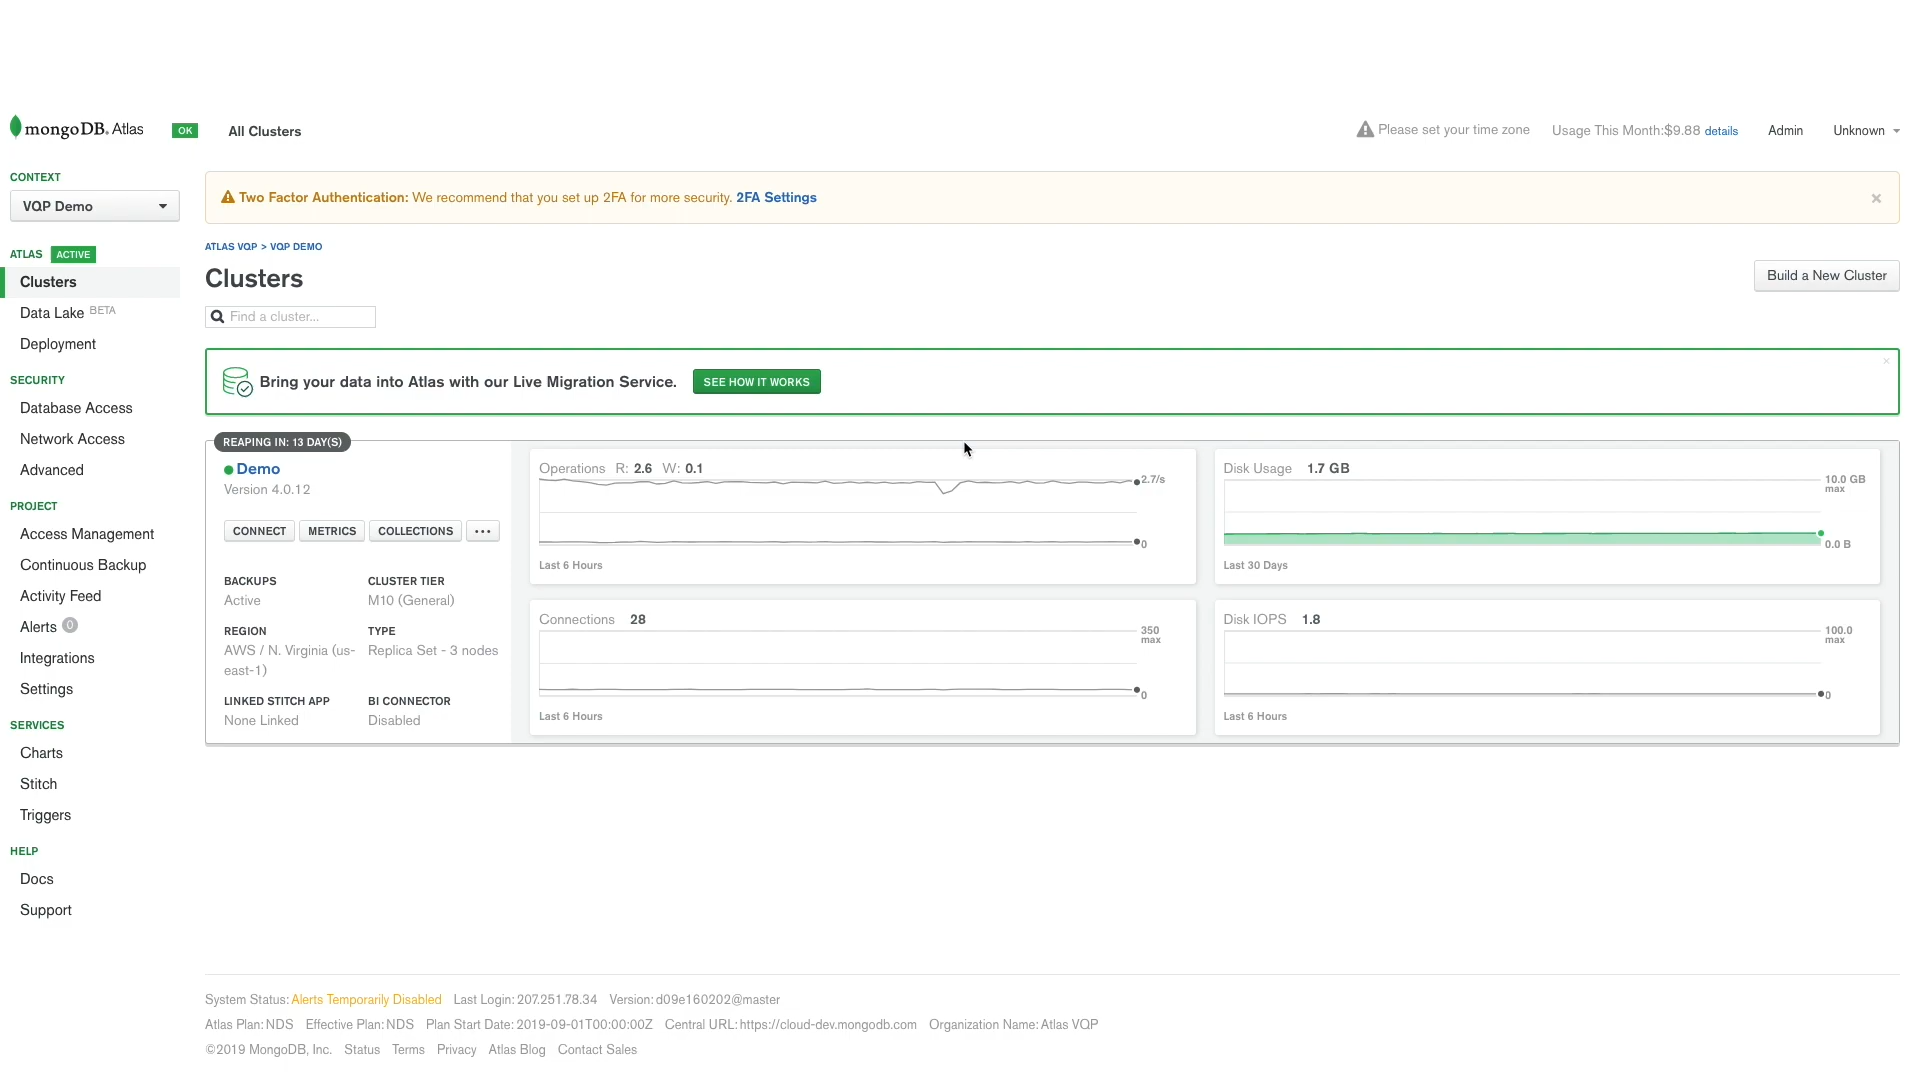 mongoDB. Atlas OK All Clusters Please set your time zone Usage This Month:$9.88 details Admin Unknown
CONTEXT
VQP Demo
ATLAS ACTIVE
Clusters
Data Lake BETA
Deployment
SECURITY
Database Access
Network Access
Advanced
PROJECT
Access Management
Continuous Backup
Activity Feed
Alerts 0
Integrations
Settings
SERVICES
Charts
Stitch
Triggers
HELP
Docs
Support
Two Factor Authentication: We recommend that you set up 2FA for more security. 2FA Settings ×
ATLAS VQP > VQP DEMO
Clusters
Build a New Cluster
Find a cluster...
Bring your data into Atlas with our Live Migration Service. SEE HOW IT WORKS ×
REAPING IN: 13 DAY(S)
Demo
Version 4.0.12
CONNECT METRICS COLLECTIONS ...
BACKUPS
Active
CLUSTER TIER
M10 (General)
REGION
AWS / N. Virginia (us-
east-1)
TYPE
Replica Set - 3 nodes
LINKED STITCH APP
None Linked
BI CONNECTOR
Disabled
Operations R: 2.6 W: 0.1
2.7/s
0
Last 6 Hours
Disk Usage 1.7 GB
10.0 GB
max
0.0 B
Last 30 Days
Connections 28
350
max
0
Last 6 Hours
Disk IOPS 1.8
100.0
max
0
Last 6 Hours
System Status: Alerts Temporarily Disabled Last Login: 207.251.78.34 Version: d09e160202@master
Atlas Plan: NDS Effective Plan: NDS Plan Start Date: 2019-09-01T00:00:00Z Central URL: https://cloud-dev.mongodb.com Organization Name: Atlas VQP
©2019 MongoDB, Inc. Status Terms Privacy Atlas Blog Contact Sales